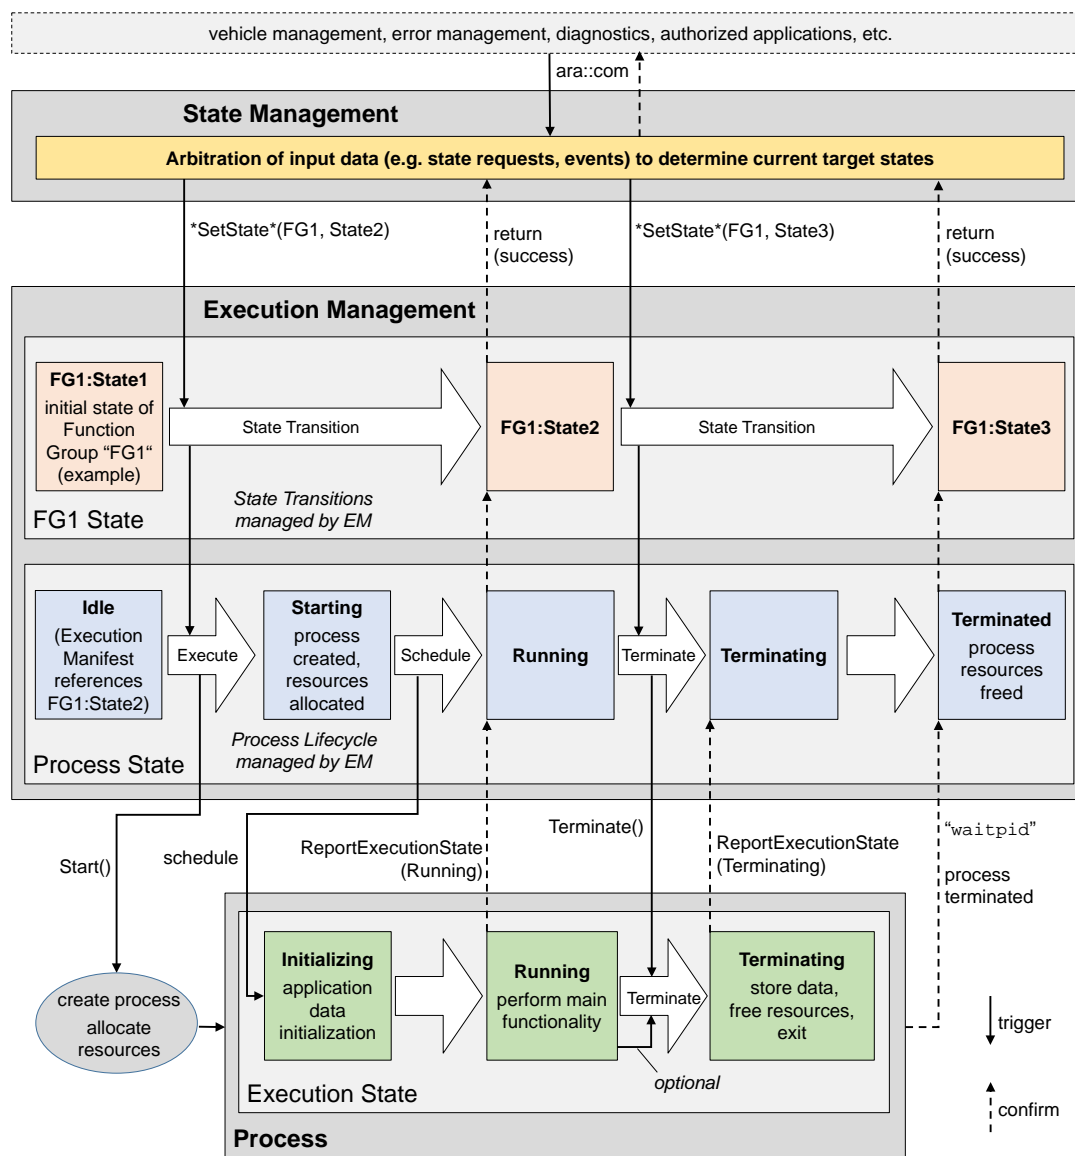 vehicle management, error management, diagnostics, authorized applications, etc.
ara::com
State Management
Arbitration of input data (e.g. state requests, events) to determine current target states
*SetState*(FG1, State2)
return
(success)
*SetState*(FG1, State3)
return
(success)
Execution Management
FG1:State1
initial state of
Function
Group “FG1“
(example)
State Transition
FG1:State2
State Transition
FG1:State3
State Transitions
managed by EM
FG1 State
Idle
(Execution
Manifest
references
FG1:State2)
Execute
Starting
process
created,
resources
allocated
Schedule
Running
Terminate
Terminating
Terminated
process
resources
freed
Process Lifecycle
managed by EM
Process State
Start()
schedule
ReportExecutionState
(Running)
Terminate()
ReportExecutionState
(Terminating)
“waitpid”
process
terminated
create process
allocate
resources
Initializing
application
data
initialization
Running
perform main
functionality
Terminate
Terminating
store data,
free resources,
exit
optional
Execution State
Process
trigger
confirm